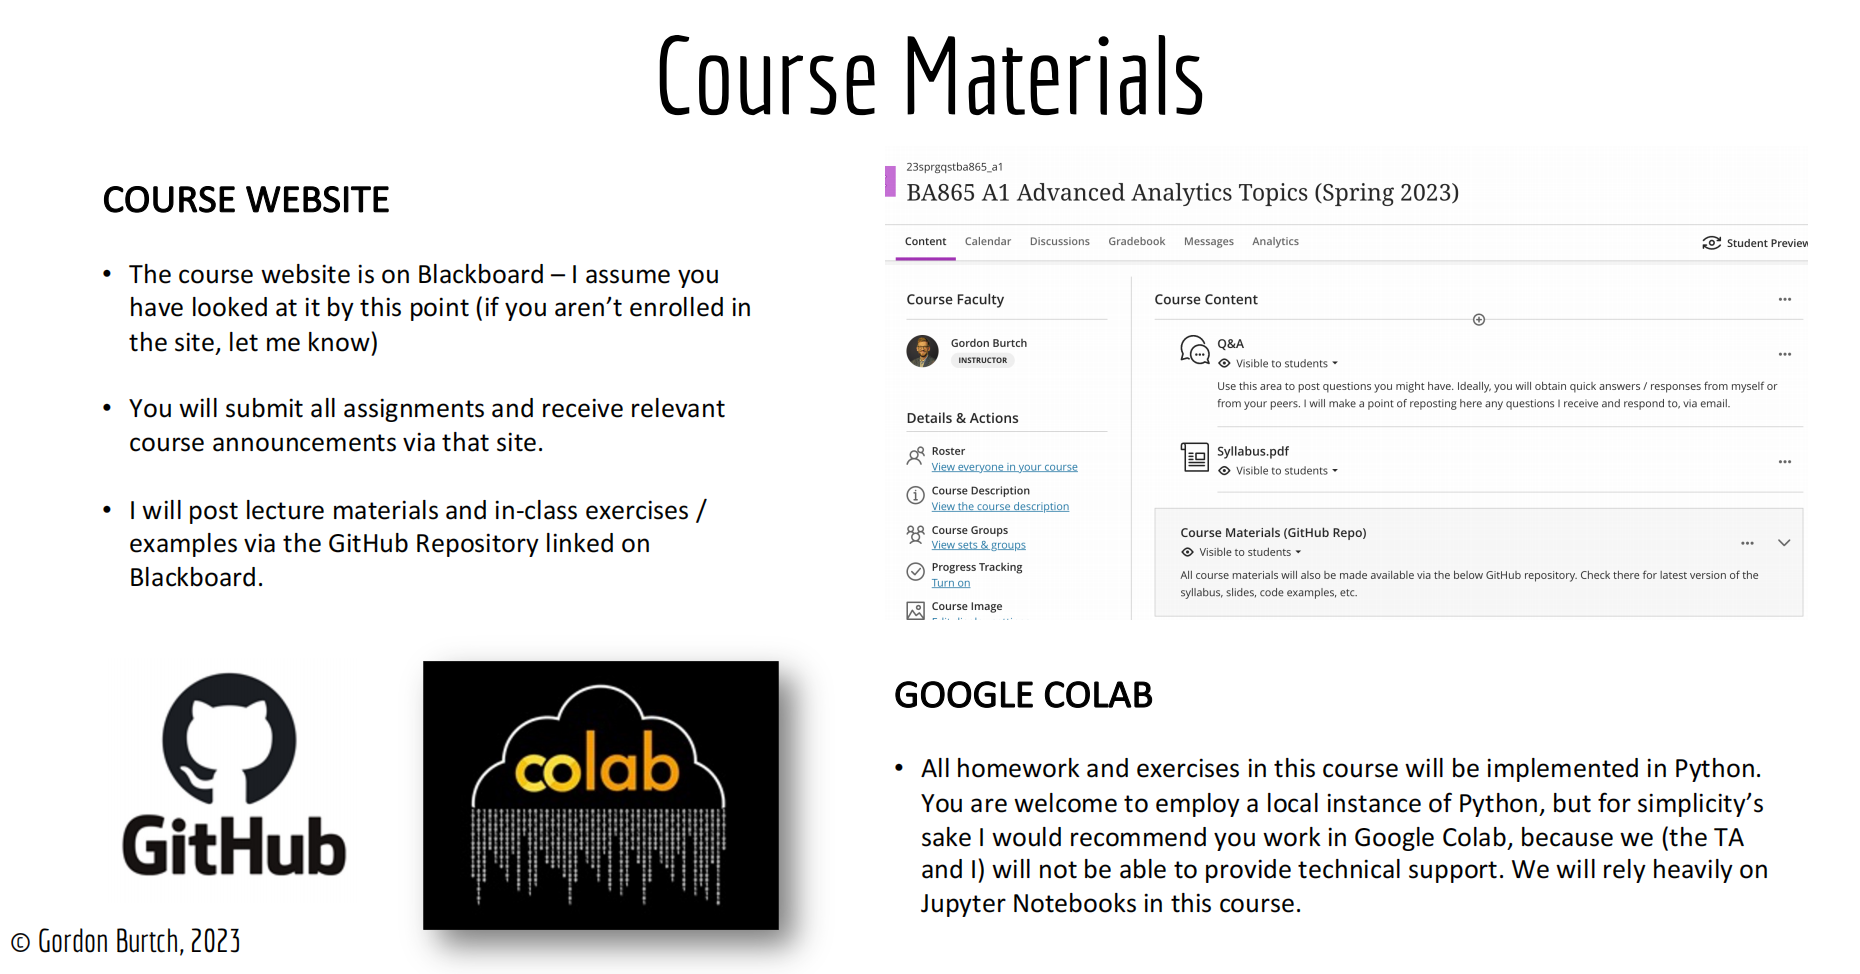 Course Materials
COURSE WEBSITE
• The course website is on Blackboard – I assume you
have looked at it by this point (if you aren't enrolled in
the site, let me know)
• You will submit all assignments and receive relevant
course announcements via that site.
• I will post lecture materials and in-class exercises /
examples via the GitHub Repository linked on
Blackboard.
23sprgqstba865_a1
BA865 A1 Advanced Analytics Topics (Spring 2023)
Content Calendar Discussions Gradebook Messages Analytics Student Preview
Course Faculty
Gordon Burtch
INSTRUCTOR
Details & Actions
Roster
View everyone in your course
Course Description
View the course description
Course Groups
View sets & groups
Progress Tracking
Turn on
Course Image
Course Content
Q&A
Visible to students
Use this area to post questions you might have. Ideally, you will obtain quick answers / responses from myself or
from your peers. I will make a point of reposting here any questions I receive and respond to, via email.
Syllabus.pdf
Visible to students
Course Materials (GitHub Repo)
Visible to students
All course materials will also be made available via the below GitHub repository. Check there for latest version of the
syllabus, slides, code examples, etc.
GitHub
colab
GOOGLE COLAB
• All homework and exercises in this course will be implemented in Python.
You are welcome to employ a local instance of Python, but for simplicity's
sake I would recommend you work in Google Colab, because we (the TA
and I) will not be able to provide technical support. We will rely heavily on
Jupyter Notebooks in this course.
© Gordon Burtch, 2023